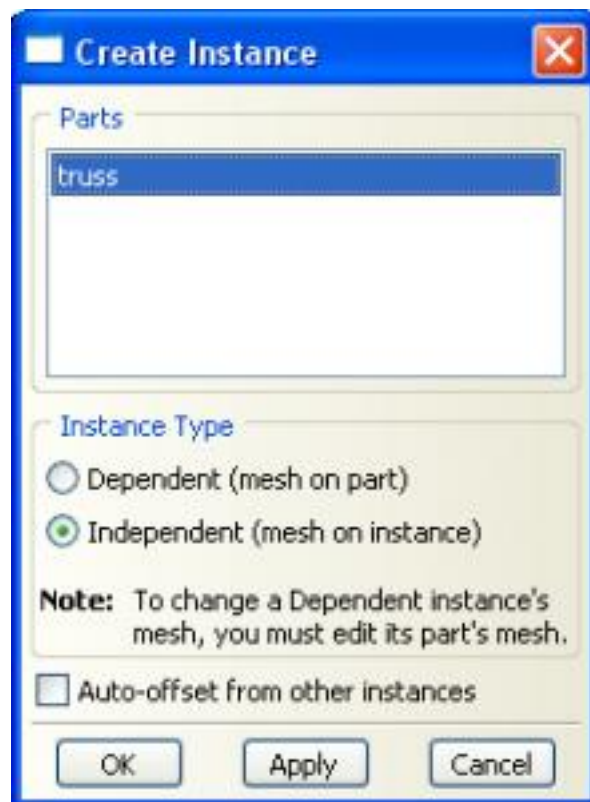 Create Instance
Parts
truss
Instance Type
Dependent (mesh on part)
Independent (mesh on instance)
Note: To change a Dependent instance's
mesh, you must edit its part's mesh.
Auto-offset from other instances
OK Apply Cancel